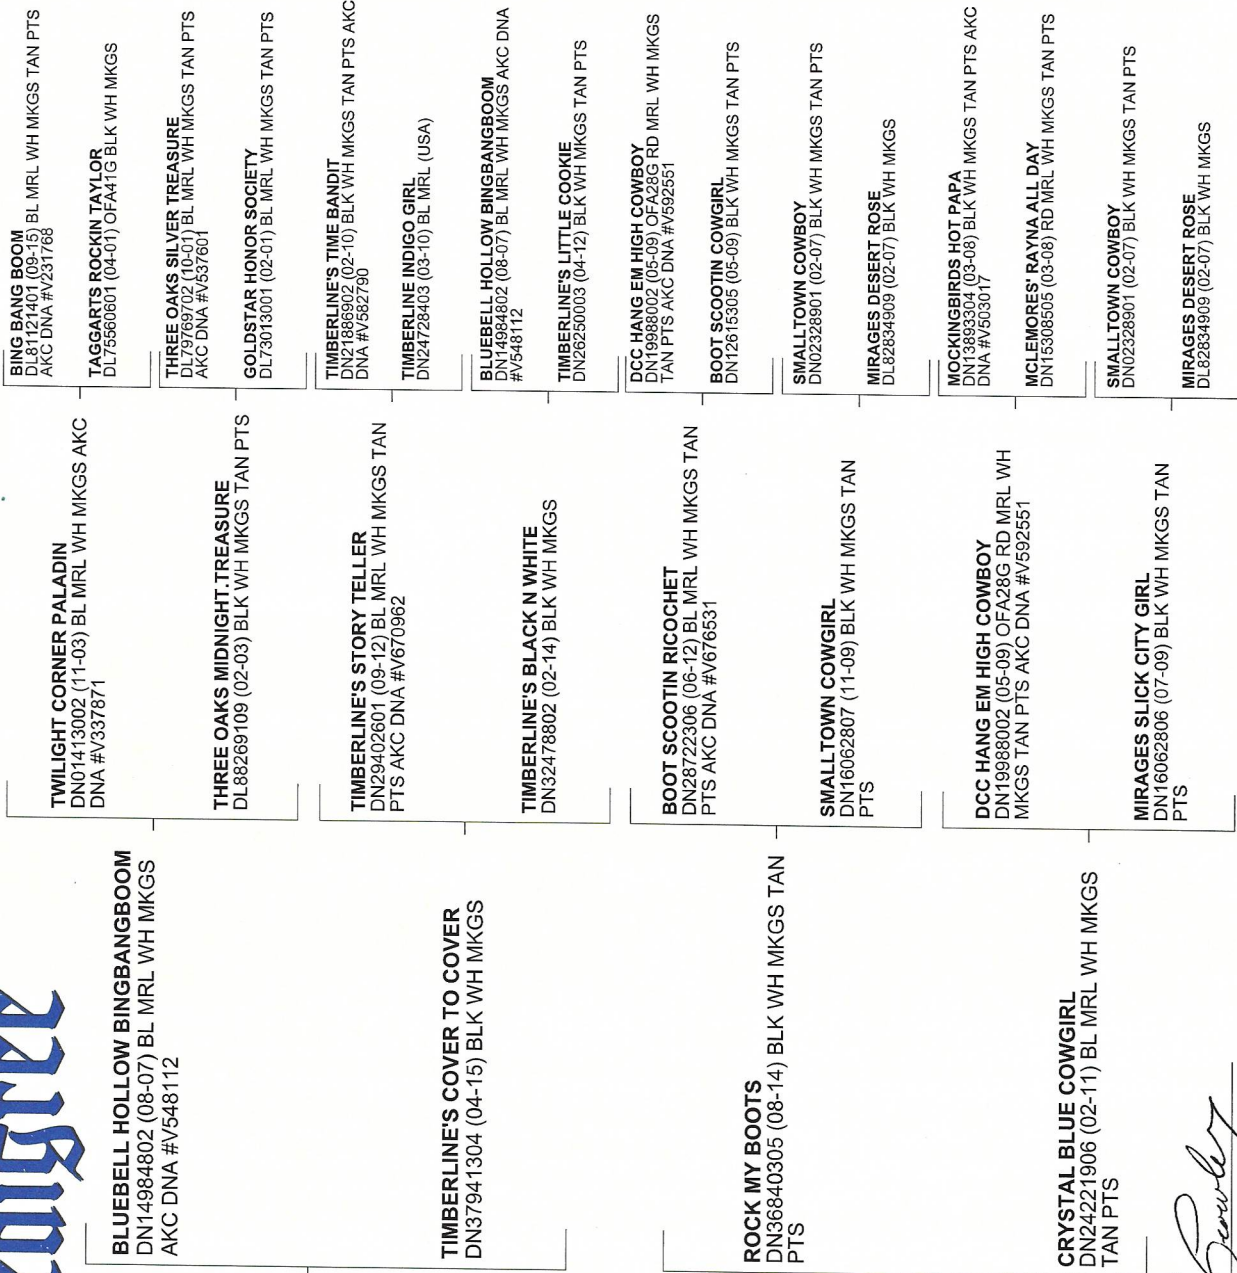 BLUEBELL HOLLOW BINGBANGBOOM
DN14984802 (08-07) BL MRL WH MKGS
AKC DNA #V548112
TIMBERLINE'S COVER TO COVER
DN37941304 (04-15) BLK WH MKGS
ROCK MY BOOTS
DN36840305 (08-14) BLK WH MKGS TAN
PTS
CRYSTAL BLUE COWGIRL
DN24221906 (02-11) BL MRL WH MKGS
TAN PTS
TWILIGHT CORNER PALADIN
DN01413002 (11-03) BL MRL WH MKGS AKC
DNA #V337871
THREE OAKS MIDNIGHT.TREASURE
DL88269109 (02-03) BLK WH MKGS TAN PTS
TIMBERLINE'S STORY TELLER
DN29402601 (09-12) BL MRL WH MKGS TAN
PTS AKC DNA #V670962
TIMBERLINE'S BLACK N WHITE
DN32478802 (02-14) BLK WH MKGS
BOOT SCOOTIN RICOCHET
DN28722306 (06-12) BL MRL WH MKGS TAN
PTS AKC DNA #V676531
SMALLTOWN COWGIRL
DN16062807 (11-09) BLK WH MKGS TAN
PTS
DCC HANG EM HIGH COWBOY
DN19988002 (05-09) OFA28G RD MRL WH
MKGS TAN PTS AKC DNA #V592551
MIRAGES SLICK CITY GIRL
DN16062806 (07-09) BLK WH MKGS TAN
PTS
BING BANG BOOM
DL81121401 (09-15) BL MRL WH MKGS TAN PTS
AKC DNA #V231768
TAGGARTS ROCKIN TAYLOR
DL75560601 (04-01) OFA41G BLK WH MKGS
THREE OAKS SILVER TREASURE
DL79769702 (10-01) BL MRL WH MKGS TAN PTS
AKC DNA #V537601
GOLDSTAR HONOR SOCIETY
DL73013001 (02-01) BL MRL WH MKGS TAN PTS
TIMBERLINE'S TIME BANDIT
DN21886902 (02-10) BLK WH MKGS TAN PTS AKC
DNA #V582790
TIMBERLINE INDIGO GIRL
DN24728403 (03-10) BL MRL (USA)
BLUEBELL HOLLOW BINGBANGBOOM
DN14984802 (08-07) BL MRL WH MKGS AKC DNA
#V548112
TIMBERLINE'S LITTLE COOKIE
DN26250003 (04-12) BLK WH MKGS TAN PTS
DCC HANG EM HIGH COWBOY
DN19988002 (05-09) OFA28G RD MRL WH MKGS
TAN PTS AKC DNA #V592551
BOOT SCOOTIN COWGIRL
DN12615305 (05-09) BLK WH MKGS TAN PTS
SMALLTOWN COWBOY
DN02328901 (02-07) BLK WH MKGS TAN PTS
MIRAGES DESERT ROSE
DL82834909 (02-07) BLK WH MKGS
MOCKINGBIRDS HOT PAPA
DN13893304 (03-08) BLK WH MKGS TAN PTS AKC
DNA #V503017
MCLEMORES' RAYNA ALL DAY
DN15308505 (03-08) RD MRL WH MKGS TAN PTS
SMALLTOWN COWBOY
DN02328901 (02-07) BLK WH MKGS TAN PTS
MIRAGES DESERT ROSE
DL82834909 (02-07) BLK WH MKGS